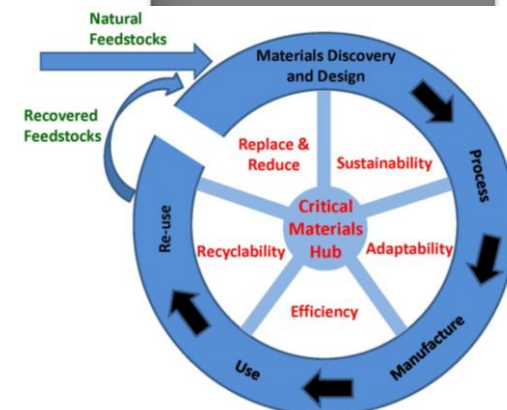 Natural
Feedstocks
Materials Discovery
and Design
Recovered
Feedstocks
Replace &
Reduce
Sustainability
Process
Critical
Materials
Hub
Re-use
Recyclability
Adaptability
Efficiency
Manufacture
Use